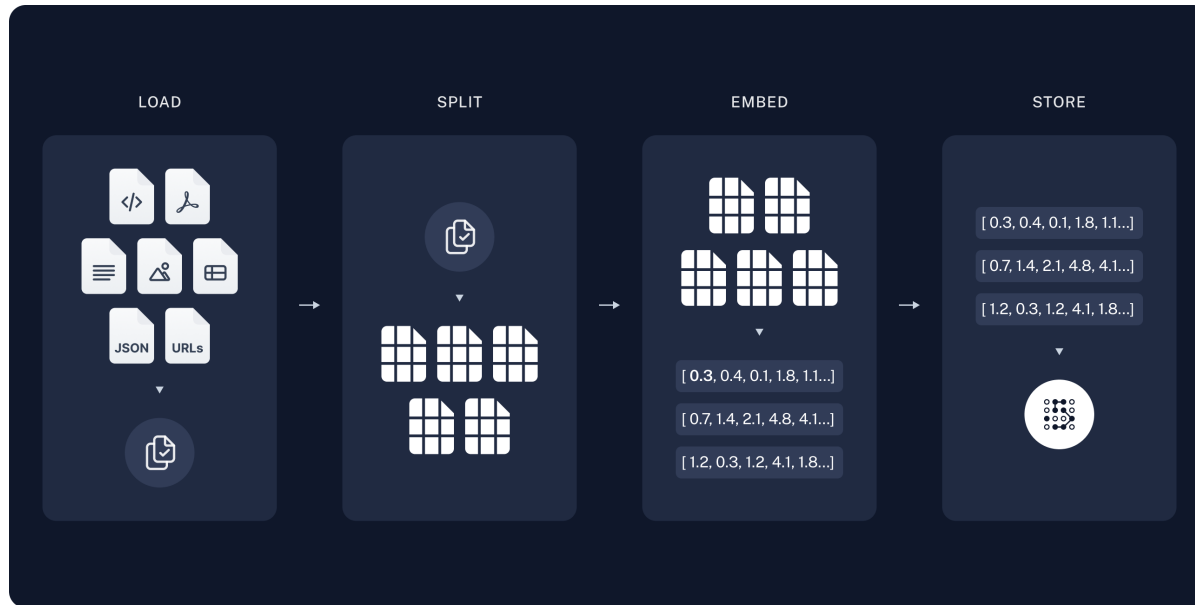 LOAD
SPLIT
EMBED
STORE
</>
JSON
URLs
[ 0.3, 0.4, 0.1, 1.8, 1.1...]
[ 0.7, 1.4, 2.1, 4.8, 4.1...]
[ 1.2, 0.3, 1.2, 4.1, 1.8...]
[ 0.3, 0.4, 0.1, 1.8, 1.1...]
[ 0.7, 1.4, 2.1, 4.8, 4.1...]
[ 1.2, 0.3, 1.2, 4.1, 1.8...]